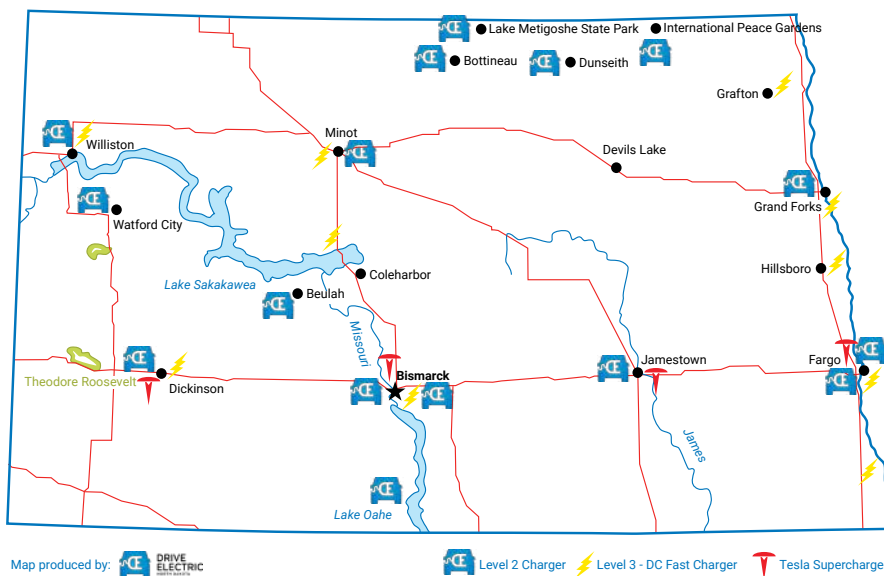 Lake Metigoshe State Park
International Peace Gardens
Bottineau
Dunseith
Grafton
Minot
Williston
Devils Lake
Watford City
Grand Forks
Hillsboro
Coleharbor
Lake Sakakawea
Beulah
Missouri
Jamestown
Fargo
Bismarck
Theodore Roosevelt
Dickinson
James
Lake Oahe
Map produced by:
DRIVE
ELECTRIC
NORTH DAKOTA
Level 2 Charger
Level 3 - DC Fast Charger
Tesla Supercharge